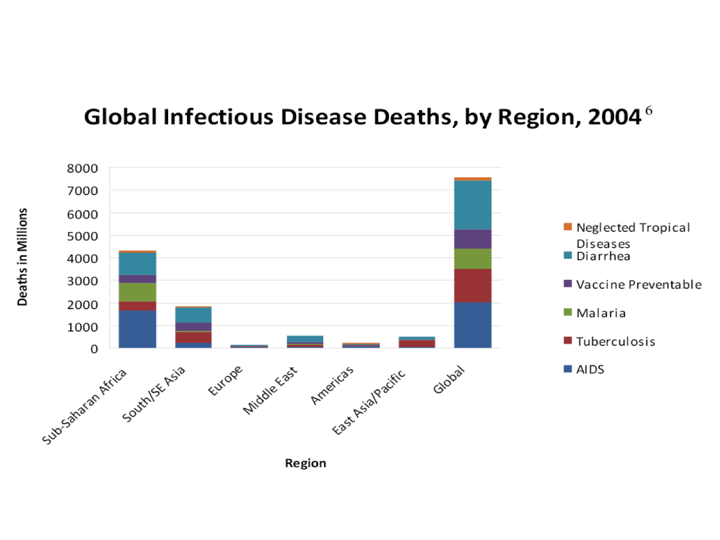 Global Infectious Disease Deaths, by Region, 2004 6
Deaths in Millions
8000
7000
6000
5000
4000
3000
2000
1000
0
Sub-Saharan Africa
South/SE Asia
Europe
Middle East
Americas
East Asia/Pacific
Global
Region
Neglected Tropical
Diseases
Diarrhea
Vaccine Preventable
Malaria
Tuberculosis
AIDS